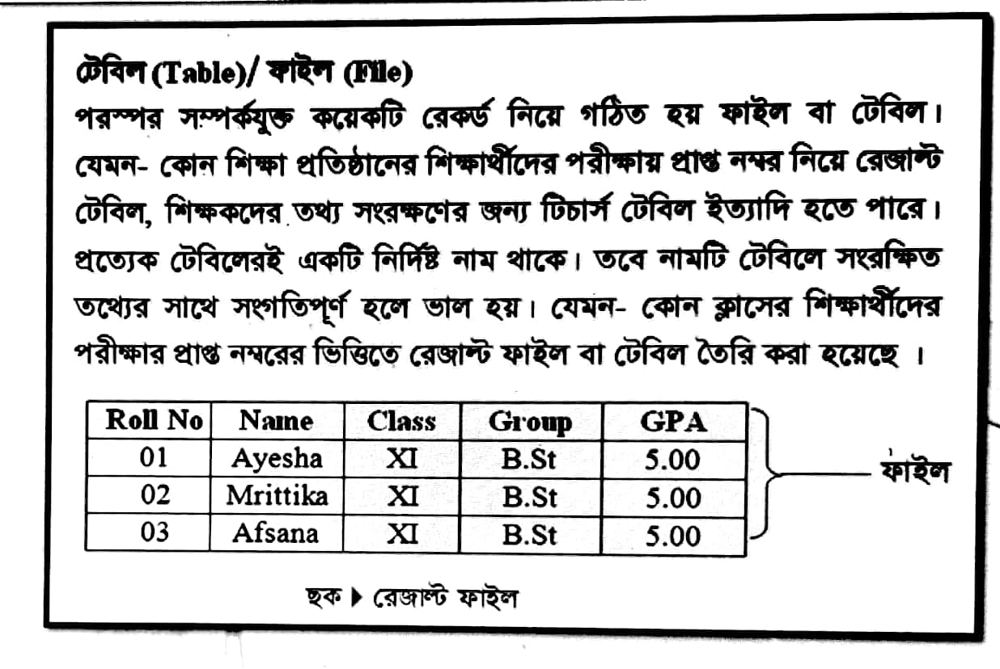 টেবিল (Table)/ ফাইল (File)
পরস্পর সম্পর্কযুক্ত কয়েকটি রেকর্ড নিয়ে গঠিত হয় ফাইল বা টেবিল।
যেমন- কোন শিক্ষা প্রতিষ্ঠানের শিক্ষার্থীদের পরীক্ষায় প্রাপ্ত নম্বর নিয়ে রেজাল্ট
টেবিল, শিক্ষকদের তথ্য সংরক্ষণের জন্য টিচার্স টেবিল ইত্যাদি হতে পারে।
প্রত্যেক টেবিলেরই একটি নির্দিষ্ট নাম থাকে। তবে নামটি টেবিলে সংরক্ষিত
তথ্যের সাথে সংগতিপূর্ণ হলে ভাল হয়। যেমন- কোন ক্লাসের শিক্ষার্থীদের
পরীক্ষার প্রাপ্ত নম্বরের ভিত্তিতে রেজাল্ট ফাইল বা টেবিল তৈরি করা হয়েছে ।
Roll No Name Class Group GPA
01 Ayesha XI B.St 5.00
02 Mrittika XI B.St 5.00
03 Afsana XI B.St 5.00
ফাইল
ছক ▶ রেজাল্ট ফাইল